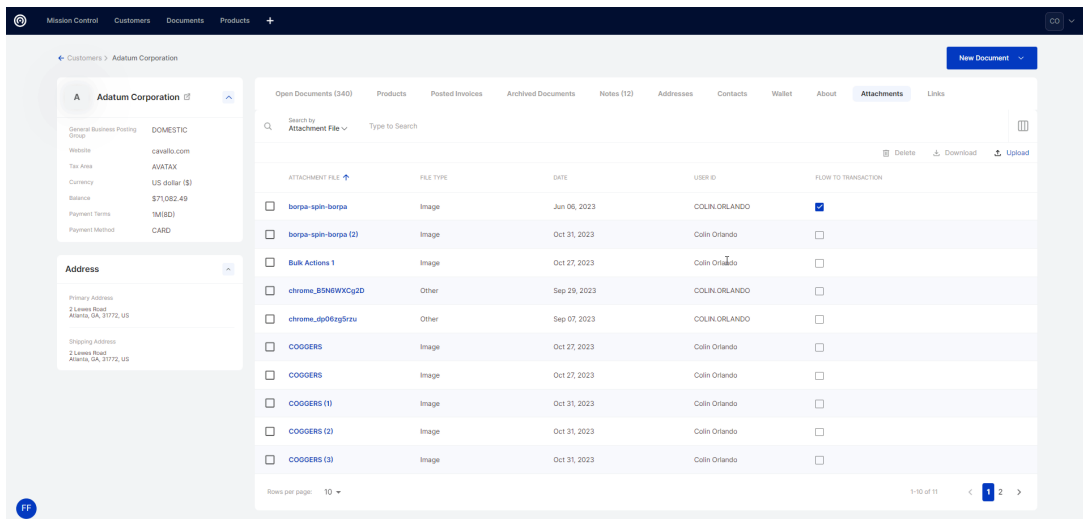 Mission Control Customers Documents Products + CO
← Customers > Adatum Corporation
New Document
A Adatum Corporation
General Business Posting Group DOMESTIC
Website cavallo.com
Tax Area AVATAX
Currency US dollar ($)
Balance $71,082.49
Payment Terms 1M(8D)
Payment Method CARD
Address
Primary Address
2 Lewes Road
Atlanta, GA, 31772, US
Shipping Address
2 Lewes Road
Atlanta, GA, 31772, US
Open Documents (340) Products Posted Invoices Archived Documents Notes (12) Addresses Contacts Wallet About Attachments Links
Search by
Attachment File Type to Search
Delete Download Upload
ATTACHMENT FILE ↑ FILE TYPE DATE USER ID FLOW TO TRANSACTION
borpa-spin-borpa Image Jun 06, 2023 COLIN.ORLANDO
borpa-spin-borpa (2) Image Oct 31, 2023 Colin Orlando
Bulk Actions 1 Image Oct 27, 2023 Colin Orlando
chrome_B5N6WXCg2D Other Sep 29, 2023 COLIN.ORLANDO
chrome_dp06zg5rzu Other Sep 07, 2023 COLIN.ORLANDO
COGGERS Image Oct 27, 2023 Colin Orlando
COGGERS Image Oct 27, 2023 Colin Orlando
COGGERS (1) Image Oct 31, 2023 Colin Orlando
COGGERS (2) Image Oct 31, 2023 Colin Orlando
COGGERS (3) Image Oct 31, 2023 Colin Orlando
Rows per page: 10 1-10 of 11 < 1 2 >
FF